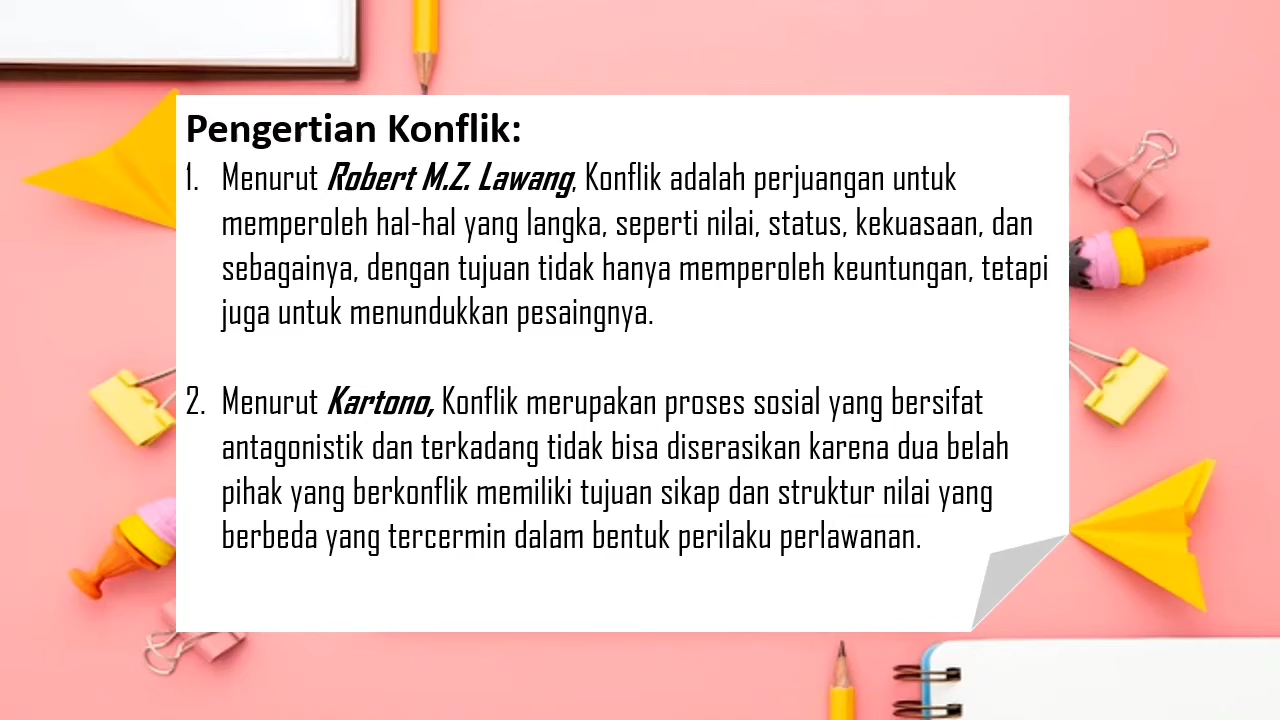 Pengertian Konflik:
1. Menurut Robert M.Z. Lawang, Konflik adalah perjuangan untuk
memperoleh hal-hal yang langka, seperti nilai, status, kekuasaan, dan
sebagainya, dengan tujuan tidak hanya memperoleh keuntungan, tetapi
juga untuk menundukkan pesaingnya.
2. Menurut Kartono, Konflik merupakan proses sosial yang bersifat
antagonistik dan terkadang tidak bisa diserasikan karena dua belah
pihak yang berkonflik memiliki tujuan sikap dan struktur nilai yang
berbeda yang tercermin dalam bentuk perilaku perlawanan.